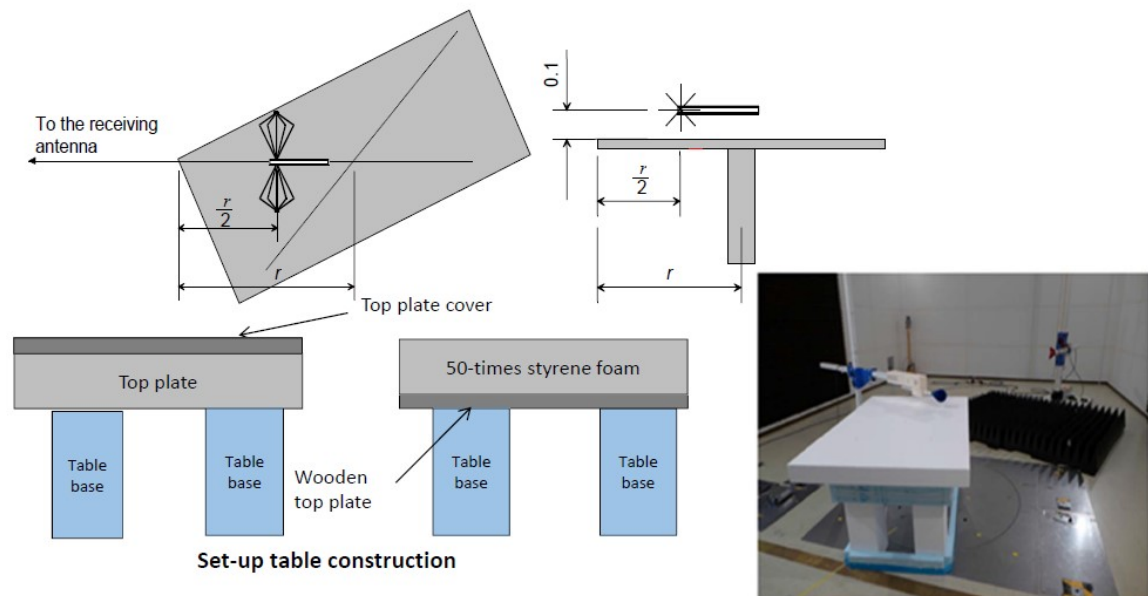 To the receiving
antenna
r
2
r
0.1
r
2
r
Top plate cover
Top plate
50-times styrene foam
Table
base
Table
base
Wooden
top plate
Table
base
Table
base
Set-up table construction